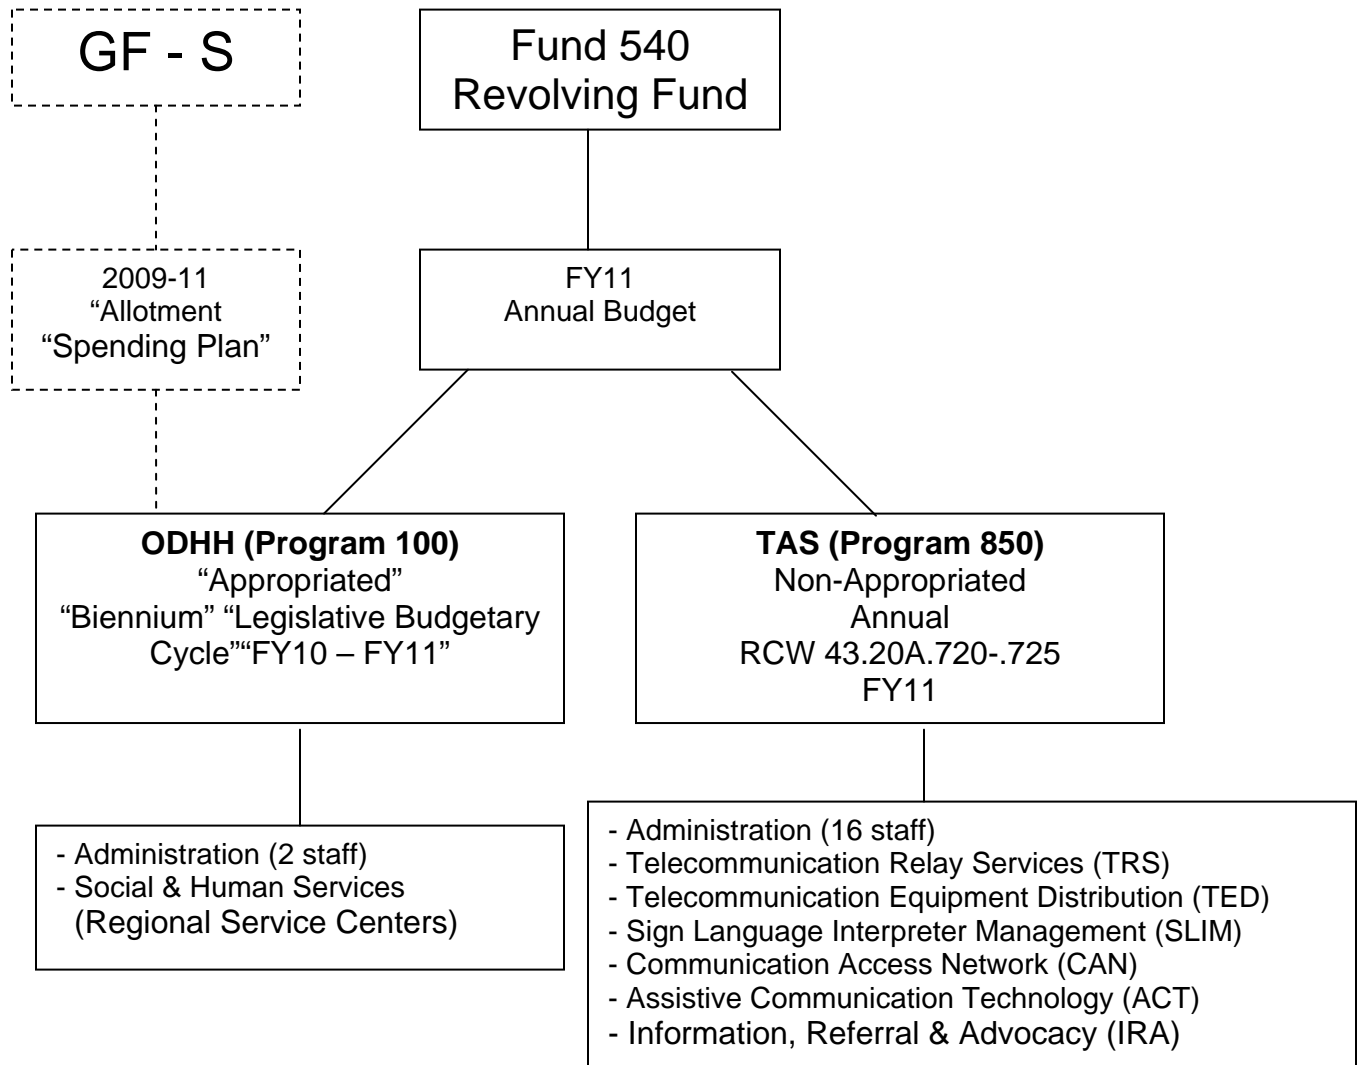 GF - S
Fund 540
Revolving Fund
2009-11
“Allotment
“Spending Plan”
FY11
Annual Budget
ODHH (Program 100)
“Appropriated”
“Biennium” “Legislative Budgetary
Cycle”“FY10 – FY11”
TAS (Program 850)
Non-Appropriated
Annual
RCW 43.20A.720-.725
FY11
- Administration (2 staff)
- Social & Human Services
(Regional Service Centers)
- Administration (16 staff)
- Telecommunication Relay Services (TRS)
- Telecommunication Equipment Distribution (TED)
- Sign Language Interpreter Management (SLIM)
- Communication Access Network (CAN)
- Assistive Communication Technology (ACT)
- Information, Referral & Advocacy (IRA)